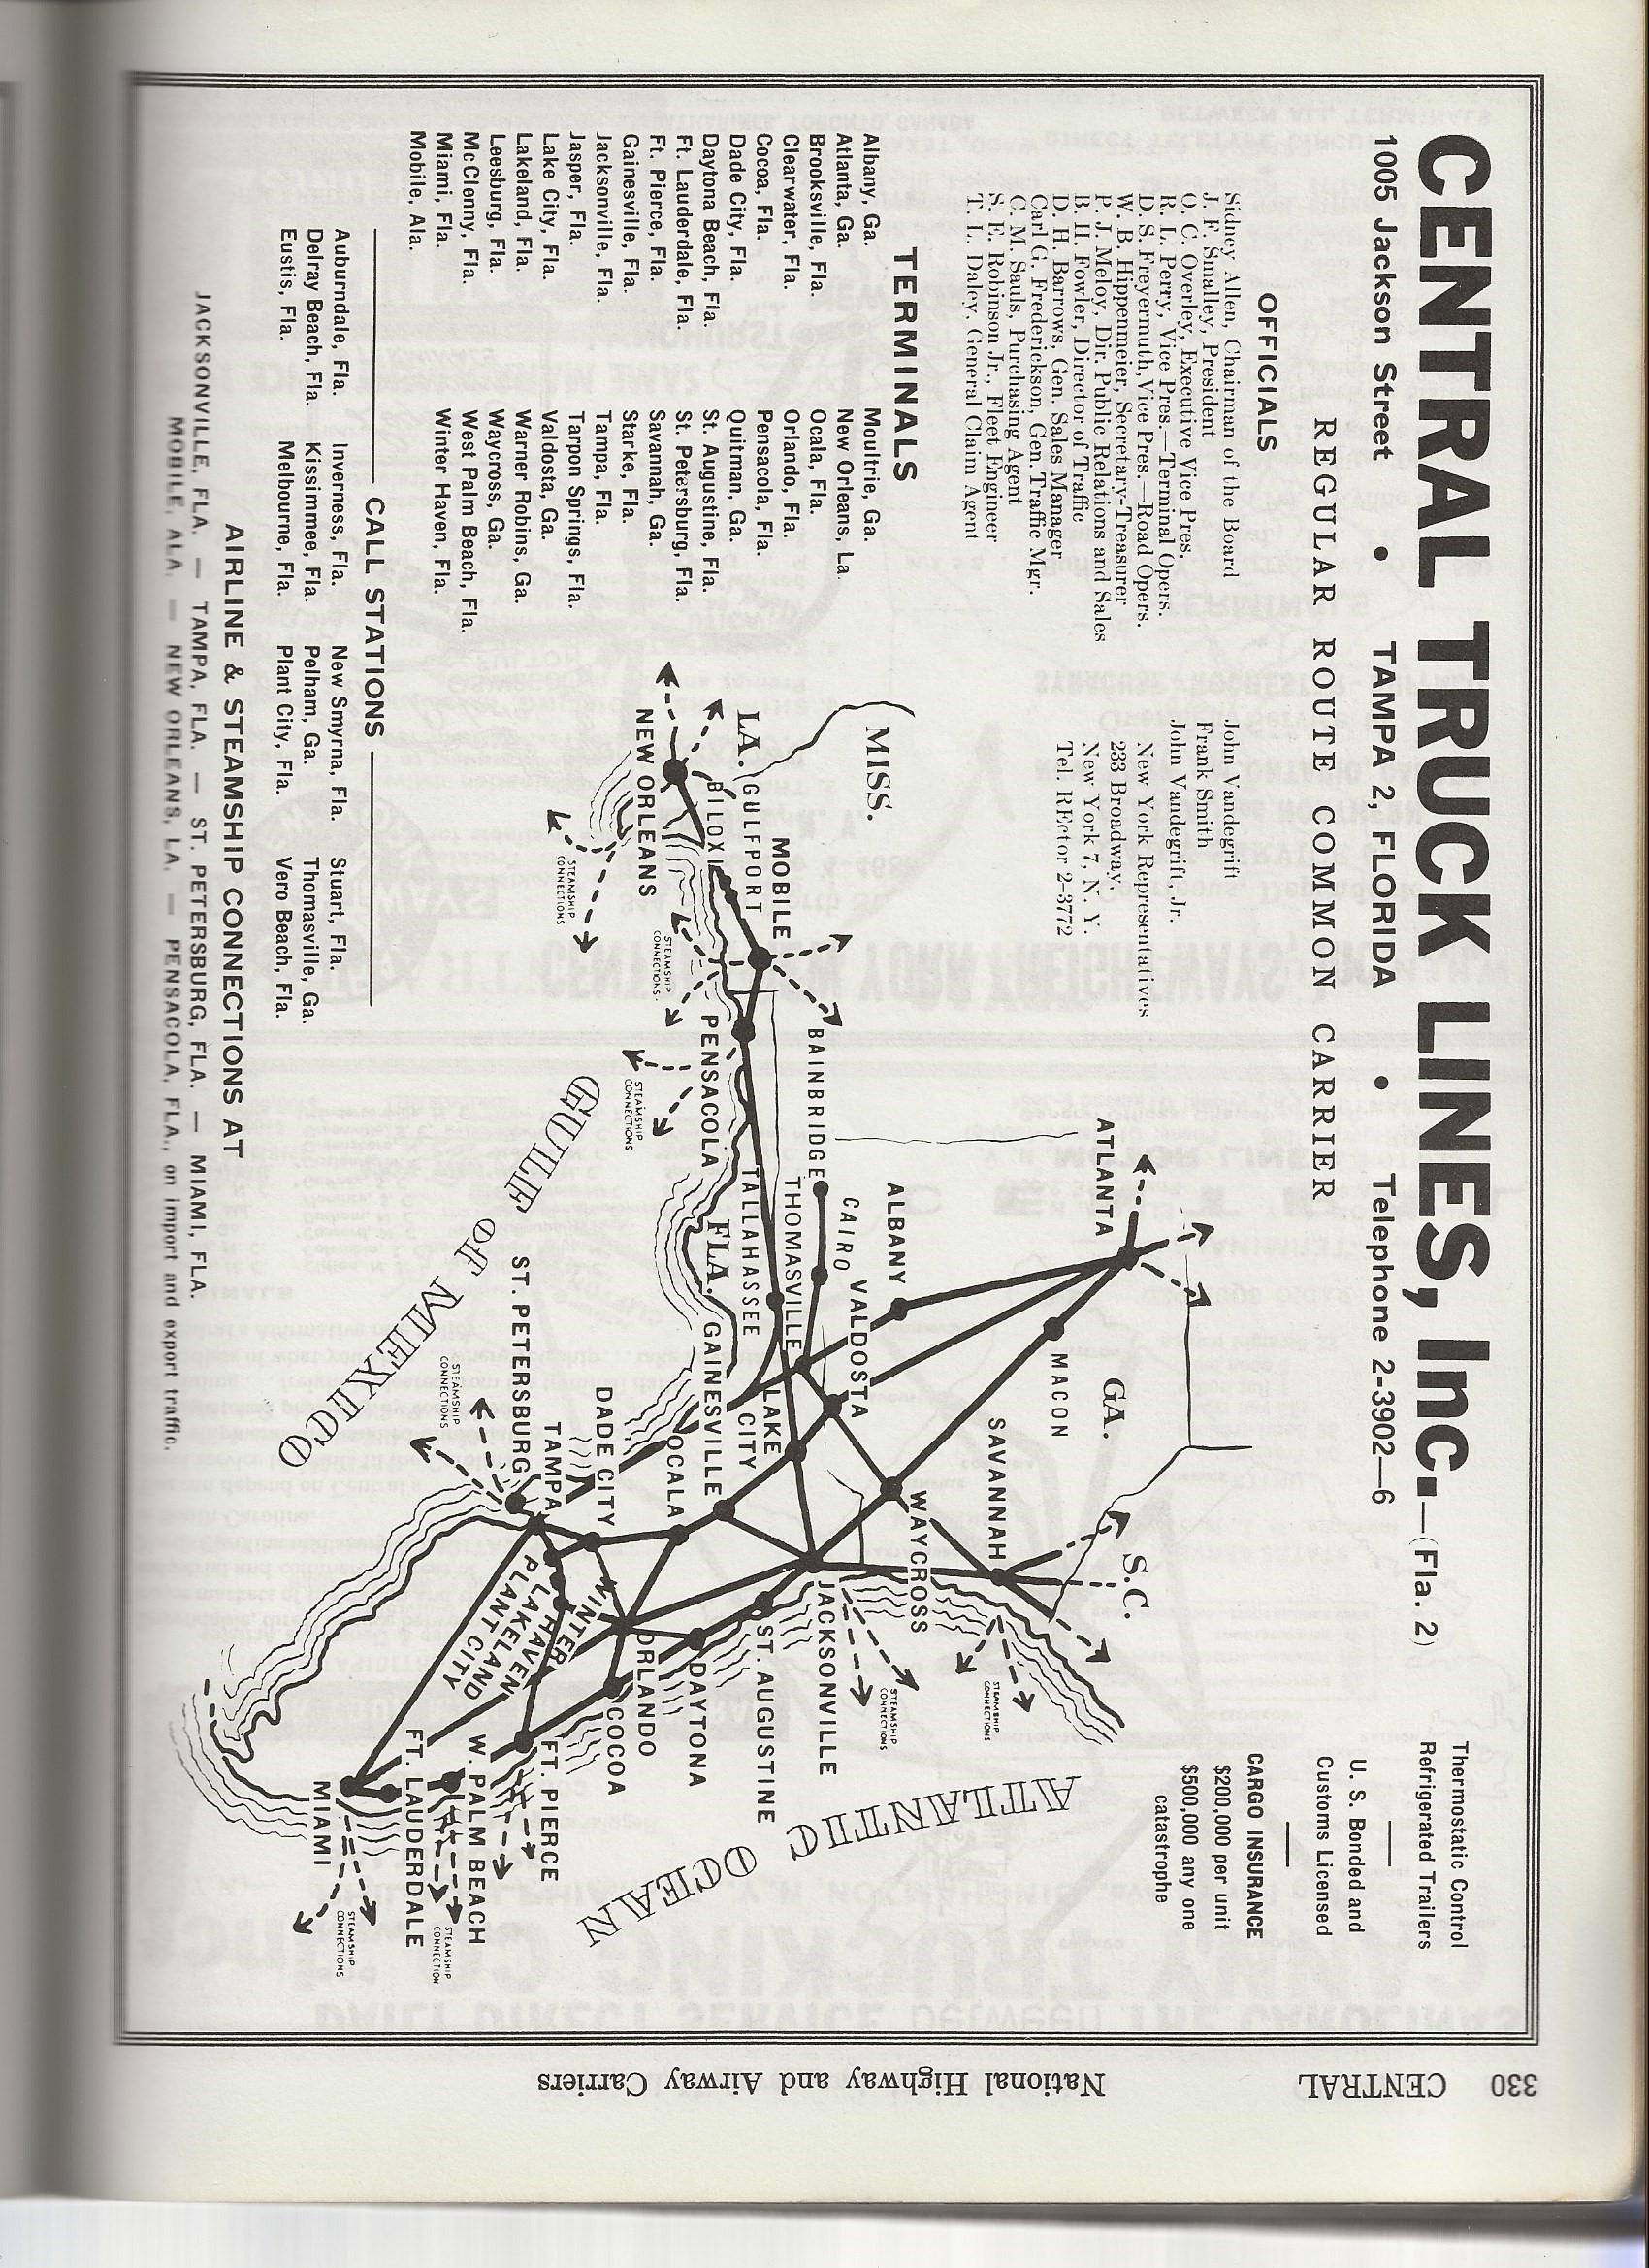 CENTRAL TRUCK LINES, Inc.—(Fla. 2)
1005 Jackson Street • TAMPA 2, FLORIDA • Telephone 2-3902—6
REGULAR ROUTE COMMON CARRIER
Thermostatic Control
Refrigerated Trailers
U. S. Bonded and
Customs Licensed
CARGO INSURANCE
$200,000 per unit
$500,000 any one
catastrophe
OFFICIALS
Sidney Allen, Chairman of the Board
J. F. Smalley, President
O. C. Overley, Executive Vice Pres.
R. L. Perry, Vice Pres.—Terminal Opers.
D. S. Freyermuth, Vice Pres.—Road Opers.
W. B. Hippenmeier, Secretary-Treasurer
P. J. Meloy, Dir. Public Relations and Sales
B. H. Fowler, Director of Traffic
D. H. Barrows, Gen. Sales Manager
Carl G. Frederickson, Gen. Traffic Mgr.
C. M. Sauls, Purchasing Agent
S. E. Robinson Jr., Fleet Engineer
T. L. Daley, General Claim Agent
John Vandegrift
Frank Smith
John Vandegrift, Jr.
New York Representatives
233 Broadway,
New York 7, N. Y.
Tel. REctor 2-3772
TERMINALS
Albany, Ga.
Atlanta, Ga.
Brooksville, Fla.
Clearwater, Fla.
Cocoa, Fla.
Dade City, Fla.
Daytona Beach, Fla.
Ft. Lauderdale, Fla.
Ft. Pierce, Fla.
Gainesville, Fla.
Jacksonville, Fla.
Jasper, Fla.
Lake City, Fla.
Lakeland, Fla.
Leesburg, Fla.
McClenny, Fla.
Miami, Fla.
Mobile, Ala.
Moultrie, Ga.
New Orleans, La.
Ocala, Fla.
Orlando, Fla.
Pensacola, Fla.
Quitman, Ga.
St. Augustine, Fla.
St. Petersburg, Fla.
Savannah, Ga.
Starke, Fla.
Tampa, Fla.
Tarpon Springs, Fla.
Valdosta, Ga.
Warner Robins, Ga.
Waycross, Ga.
West Palm Beach, Fla.
Winter Haven, Fla.
S.C.
GA.
ATLANTA
MACON
SAVANNAH
STEAMSHIP
CONNECTIONS
ATLANTIC OCEAN
WAYCROSS
ALBANY
STEAMSHIP
CONNECTIONS
MISS.
VALDOSTA
CAIRO
BAINBRIDGE
JACKSONVILLE
THOMASVILLE
MOBILE
LAKE
CITY
ST. AUGUSTINE
LA.
GULFPORT
TALLAHASSEE
BILOXI
PENSACOLA
FLA.
GAINESVILLE
DAYTONA
OCALA
STEAMSHIP
CONNECTIONS
NEW ORLEANS
STEAMSHIP
CONNECTIONS
ORLANDO
COCOA
DADE CITY
STEAMSHIP
CONNECTIONS
GULF of MEXICO
WINTER
HAVEN
LAKELAND
PLANT CITY
TAMPA
FT. PIERCE
ST. PETERSBURG
W. PALM BEACH
STEAMSHIP
CONNECTIONS
STEAMSHIP
CONNECTION
FT. LAUDERDALE
STEAMSHIP
CONNECTIONS
MIAMI
CALL STATIONS
Auburndale, Fla.
Delray Beach, Fla.
Eustis, Fla.
Inverness, Fla.
Kissimmee, Fla.
Melbourne, Fla.
New Smyrna, Fla.
Pelham, Ga.
Plant City, Fla.
Stuart, Fla.
Thomasville, Ga.
Vero Beach, Fla.
AIRLINE & STEAMSHIP CONNECTIONS AT
JACKSONVILLE, FLA. — TAMPA, FLA. — ST. PETERSBURG, FLA. — MIAMI, FLA.
MOBILE, ALA. — NEW ORLEANS, LA. — PENSACOLA, FLA., on import and export traffic.
330 CENTRAL National Highway and Airway Carriers